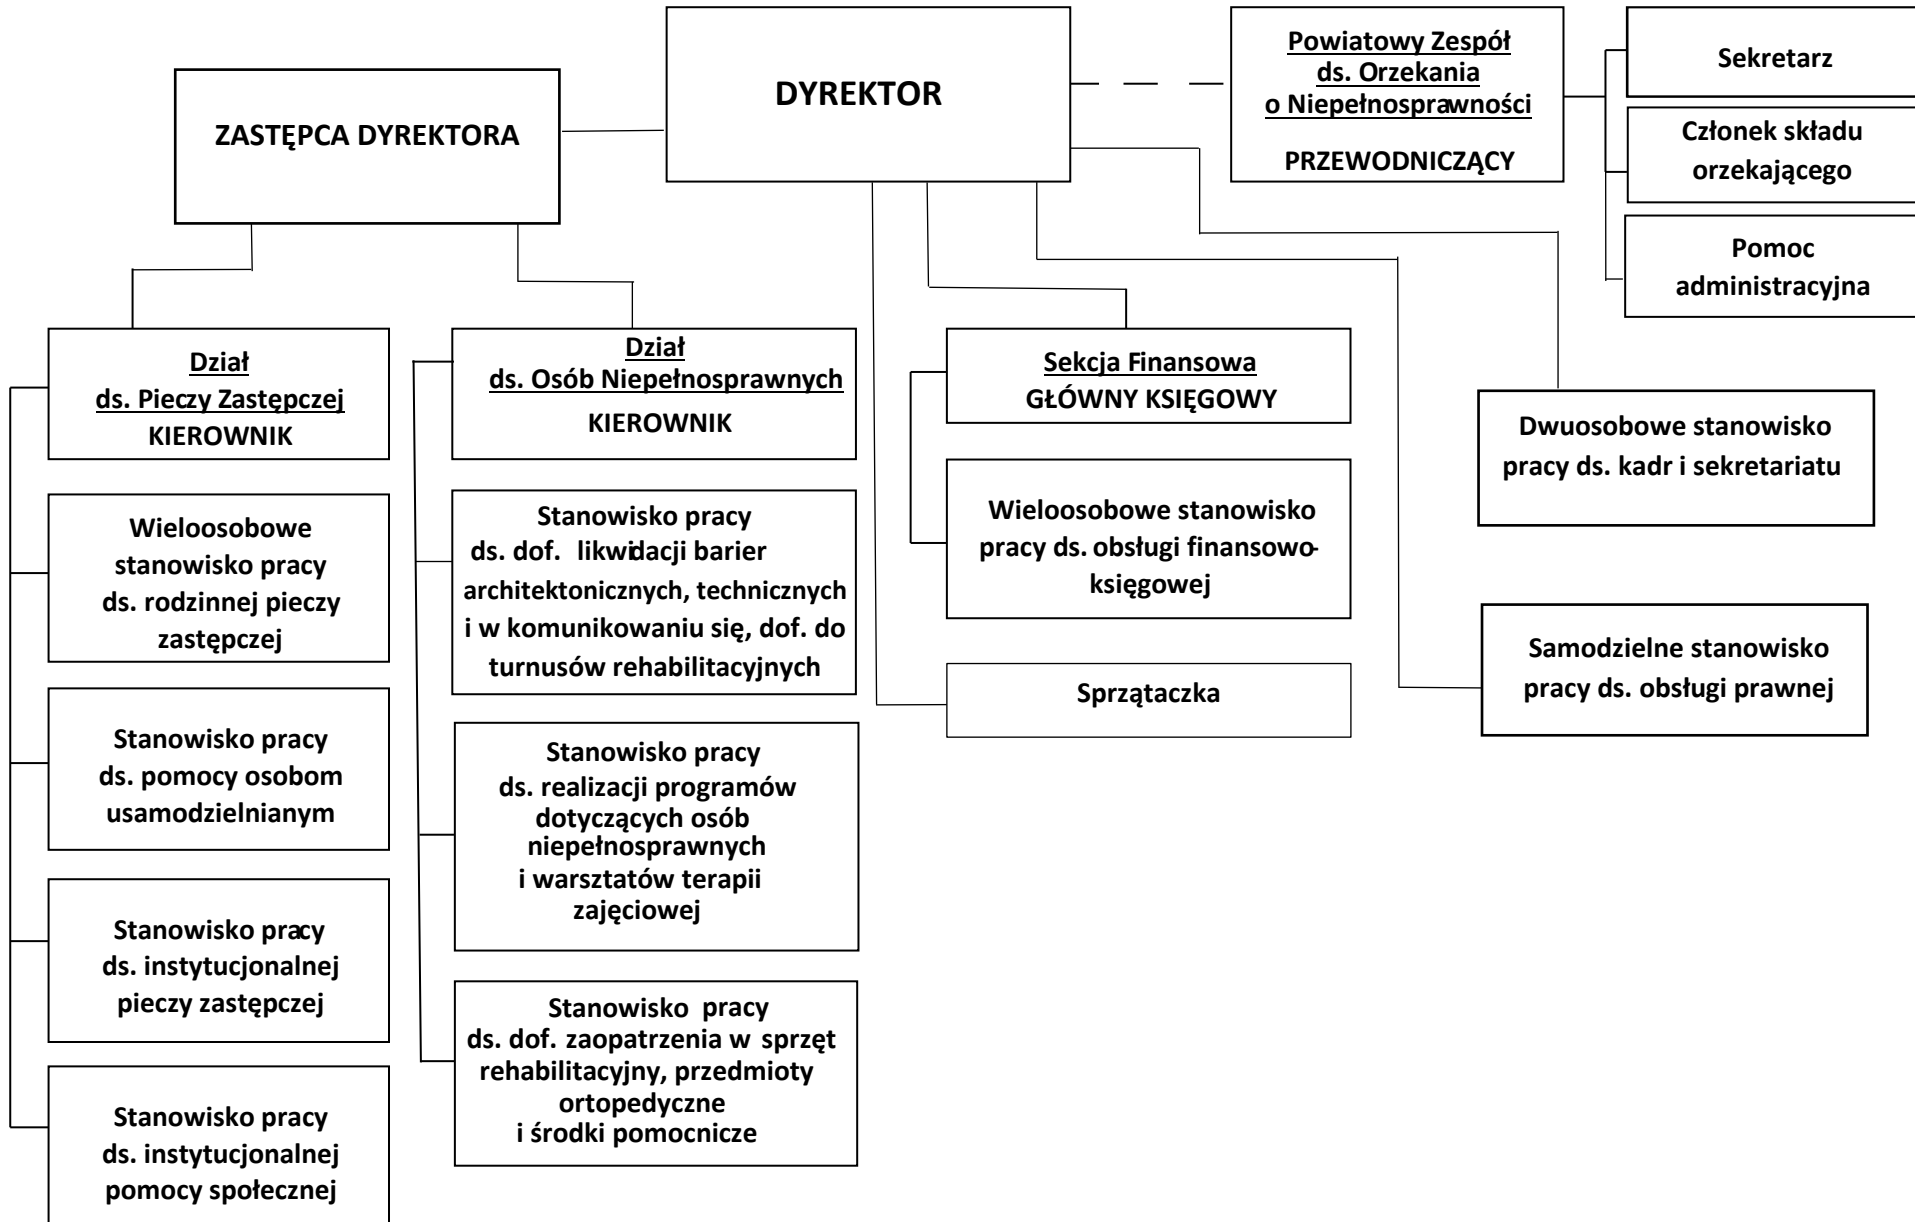 DYREKTOR
ZASTĘPCA DYREKTORA
Powiatowy Zespół
ds. Orzekania
o Niepełnosprawności
PRZEWODNICZĄCY
Sekretarz
Członek składu
orzekającego
Pomoc
administracyjna
Dział
ds. Pieczy Zastępczej
KIEROWNIK
Wieloosobowe
stanowisko pracy
ds. rodzinnej pieczy
zastępczej
Stanowisko pracy
ds. pomocy osobom
usamodzielnianym
Stanowisko pracy
ds. instytucjonalnej
pieczy zastępczej
Stanowisko pracy
ds. instytucjonalnej
pomocy społecznej
Dział
ds. Osób Niepełnosprawnych
KIEROWNIK
Stanowisko pracy
ds. dof. likwidacji barier
architektonicznych, technicznych
i w komunikowaniu się, dof. do
turnusów rehabilitacyjnych
Stanowisko pracy
ds. realizacji programów
dotyczących osób
niepełnosprawnych
i warsztatów terapii
zajęciowej
Stanowisko pracy
ds. dof. zaopatrzenia w sprzęt
rehabilitacyjny, przedmioty
ortopedyczne
i środki pomocnicze
Sekcja Finansowa
GŁÓWNY KSIĘGOWY
Wieloosobowe stanowisko
pracy ds. obsługi finansowo-
księgowej
Sprzątaczka
Dwuosobowe stanowisko
pracy ds. kadr i sekretariatu
Samodzielne stanowisko
pracy ds. obsługi prawnej